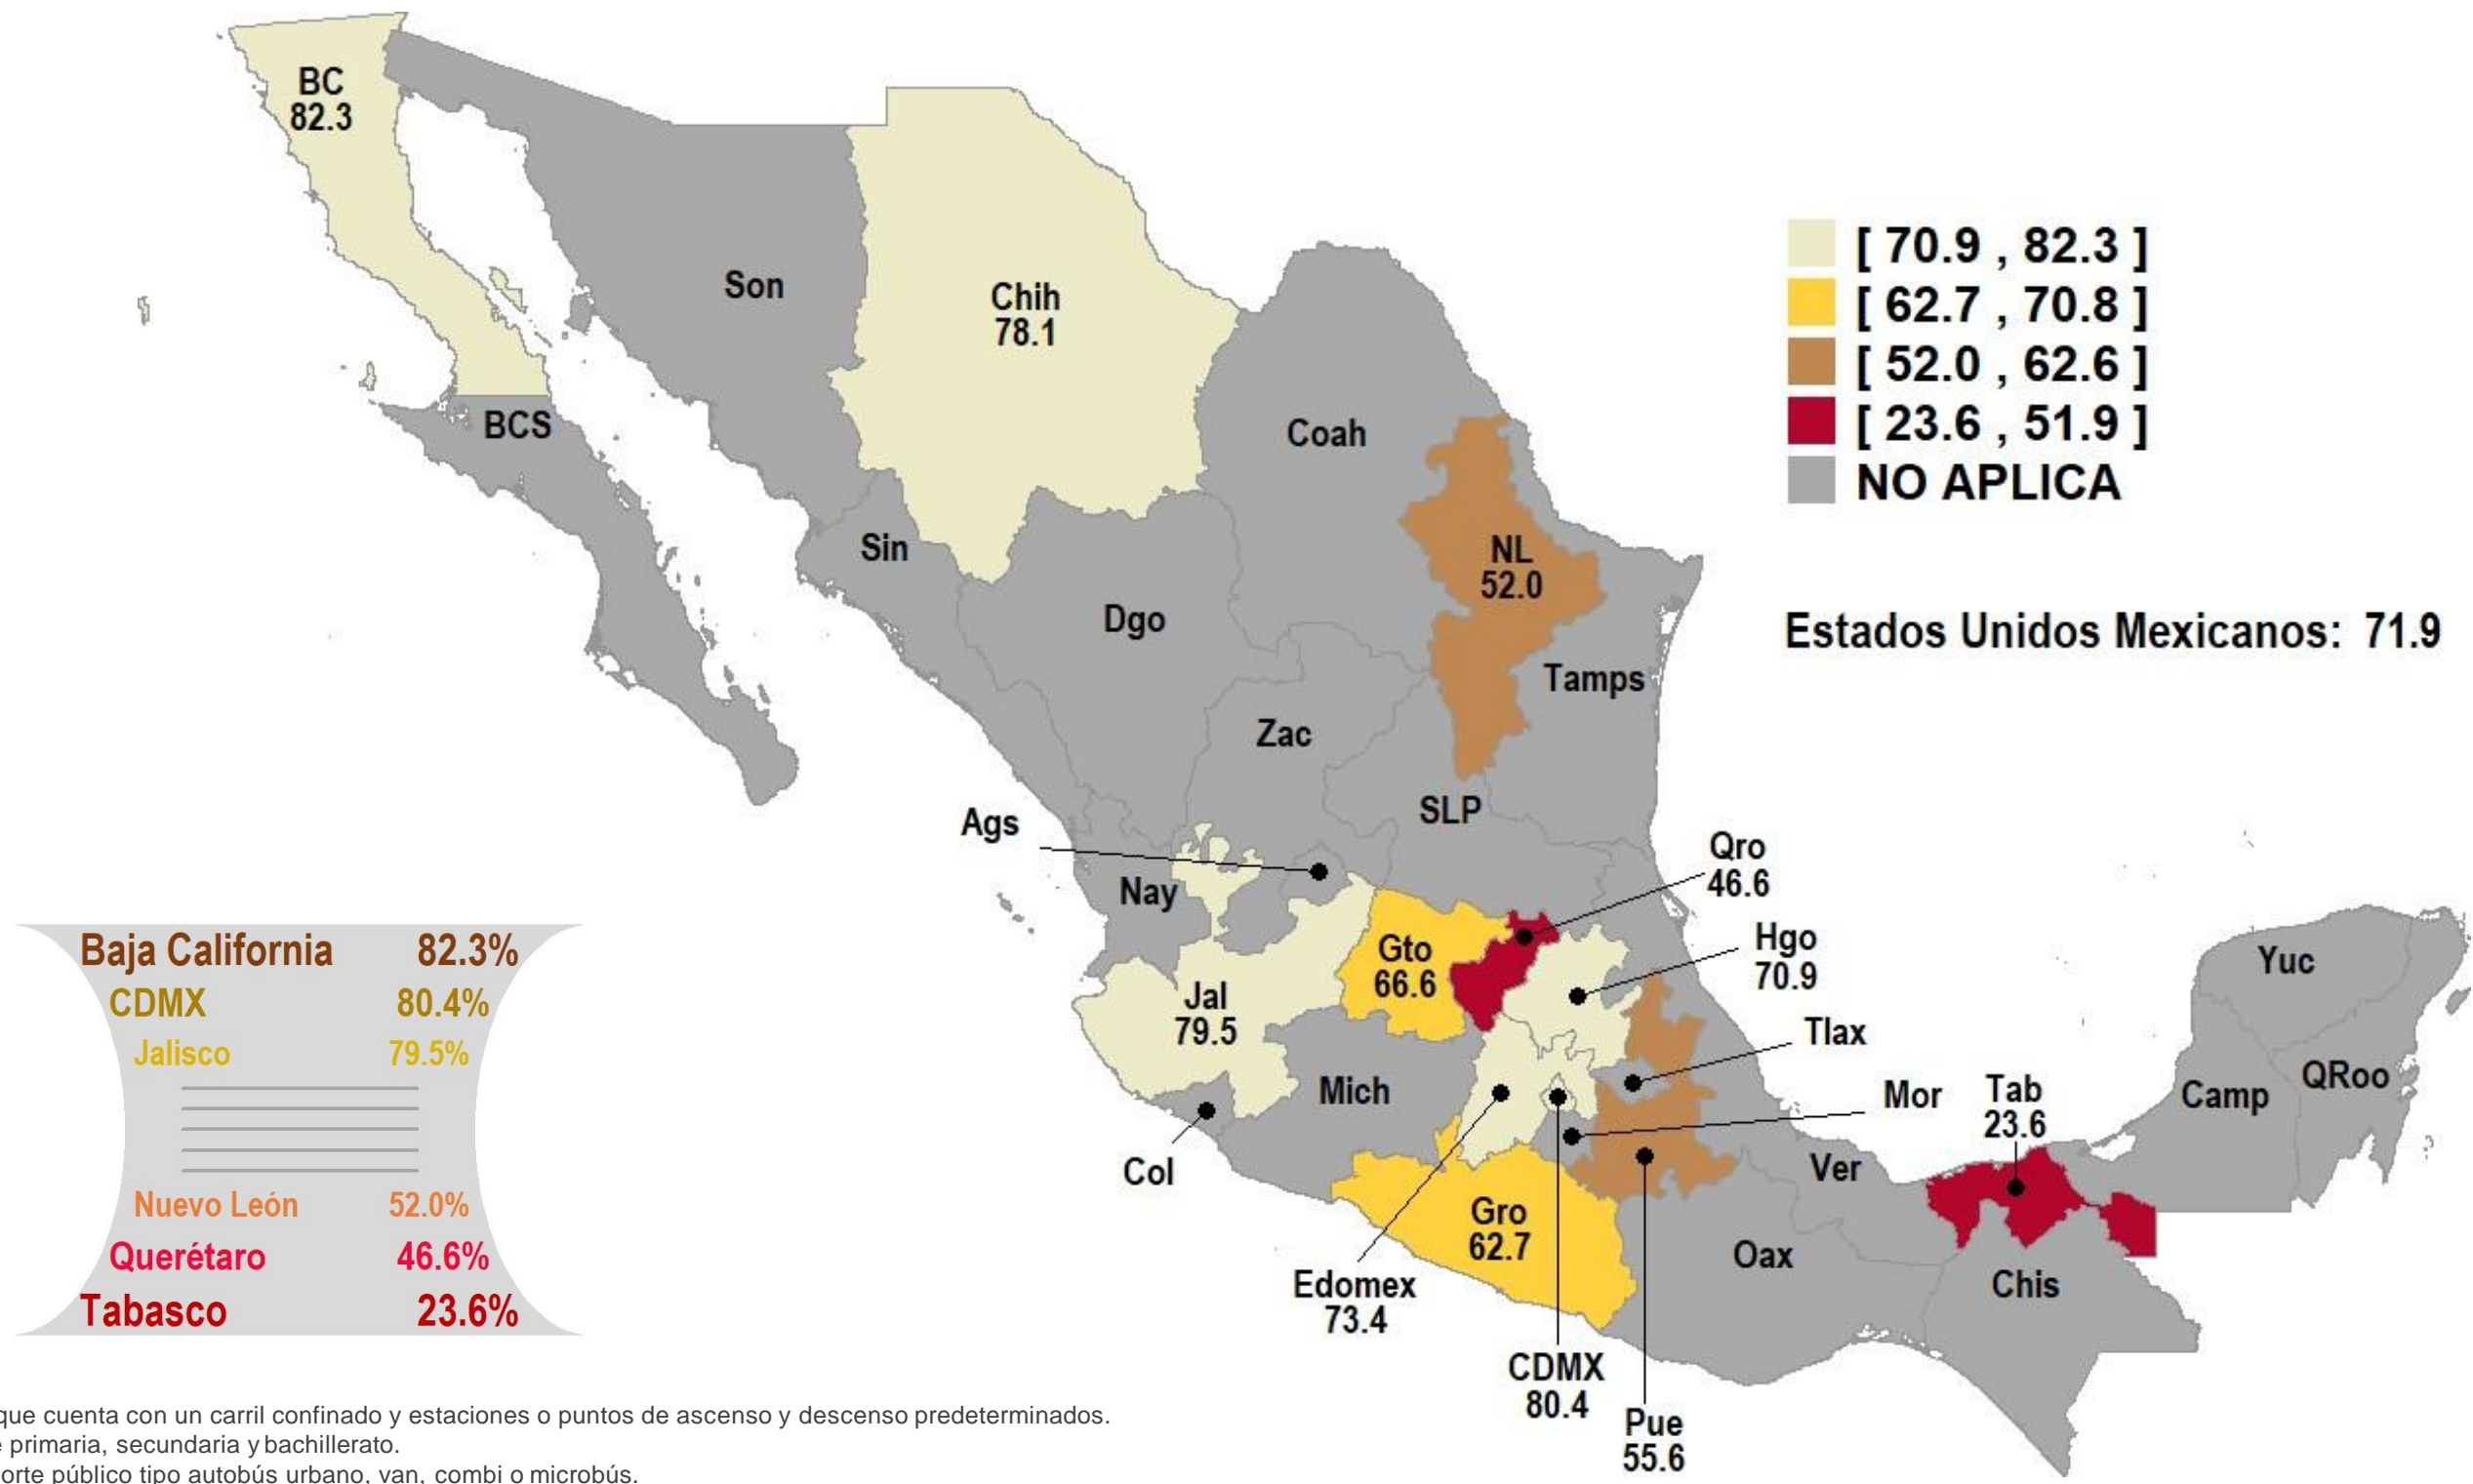 BC
82.3
Son
Chih
78.1
BCS
Coah
Sin
NL
52.0
Dgo
Tamps
Zac
SLP
Ags
Nay
Qro
46.6
Hgo
70.9
Gto
66.6
Jal
79.5
Tlax
Mich
Mor
Tab
23.6
Col
Ver
Gro
62.7
Edomex
73.4
CDMX
80.4
Pue
55.6
Oax
Chis
Camp
Yuc
QRoo
[ 70.9 , 82.3 ]
[ 62.7 , 70.8 ]
[ 52.0 , 62.6 ]
[ 23.6 , 51.9 ]
NO APLICA
Estados Unidos Mexicanos: 71.9
Baja California 82.3%
CDMX 80.4%
Jalisco 79.5%
Nuevo León 52.0%
Querétaro 46.6%
Tabasco 23.6%
que cuenta con un carril confinado y estaciones o puntos de ascenso y descenso predeterminados.
e primaria, secundaria y bachillerato.
orte público tipo autobús urbano, van, combi o microbús.